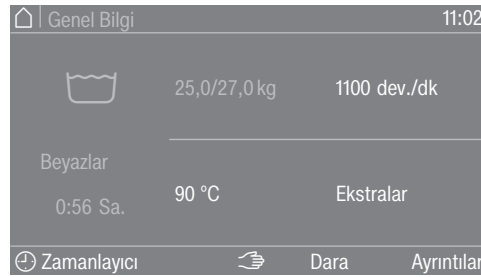 Genel Bilgi 11:02
25,0/27,0 kg 1100 dev./dk
Beyazlar
0:56 Sa.
90 °C Ekstralar
Zamanlayıcı Dara Ayrıntılar